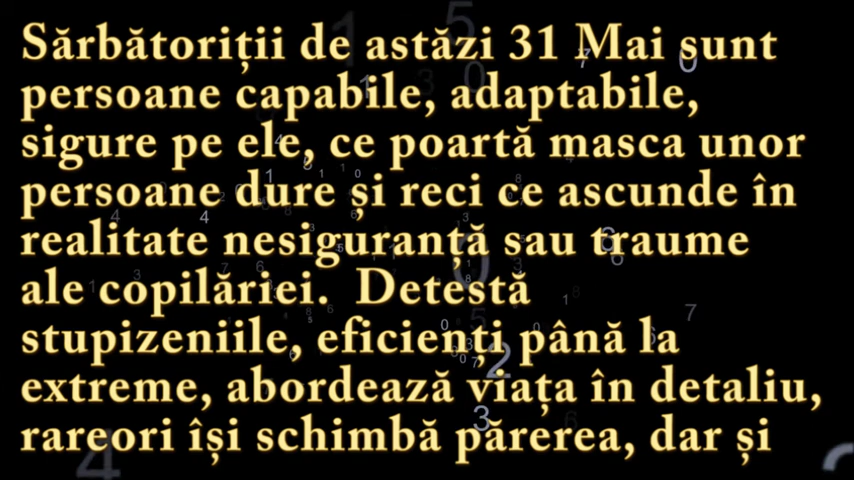 Sărbătoriții de astăzi 31 Mai sunt
persoane capabile, adaptabile,
sigure pe ele, ce poartă masca unor
persoane dure și reci ce ascunde în
realitate nesiguranță sau traume
ale copilăriei. Detestă
stupizeniile, eficienți până la
extreme, abordează viața în detaliu,
rareori își schimbă părerea, dar și